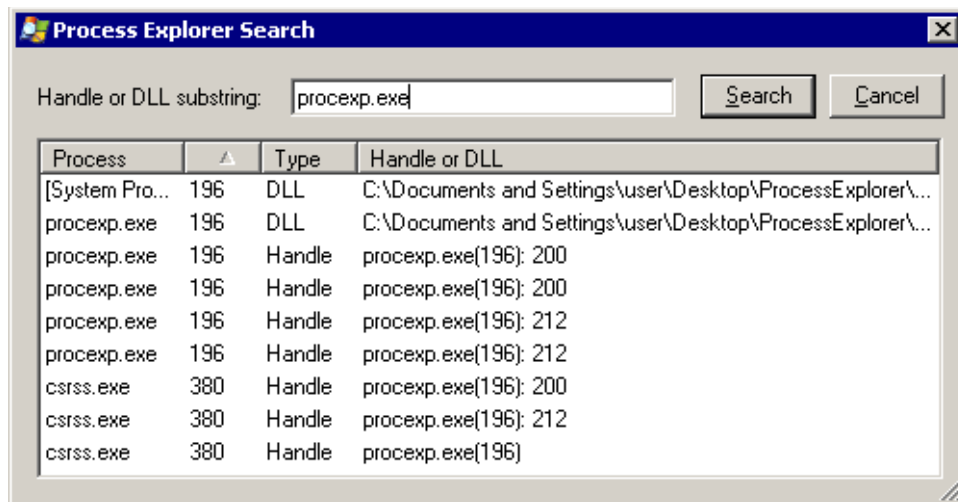 Process Explorer Search
Handle or DLL substring: procexp.exe Search Cancel
Process Type Handle or DLL
[System Pro... 196 DLL C:\Documents and Settings\user\Desktop\ProcessExplorer\...
procexp.exe 196 DLL C:\Documents and Settings\user\Desktop\ProcessExplorer\...
procexp.exe 196 Handle procexp.exe(196): 200
procexp.exe 196 Handle procexp.exe(196): 200
procexp.exe 196 Handle procexp.exe(196): 212
procexp.exe 196 Handle procexp.exe(196): 212
csrss.exe 380 Handle procexp.exe(196): 200
csrss.exe 380 Handle procexp.exe(196): 212
csrss.exe 380 Handle procexp.exe(196)